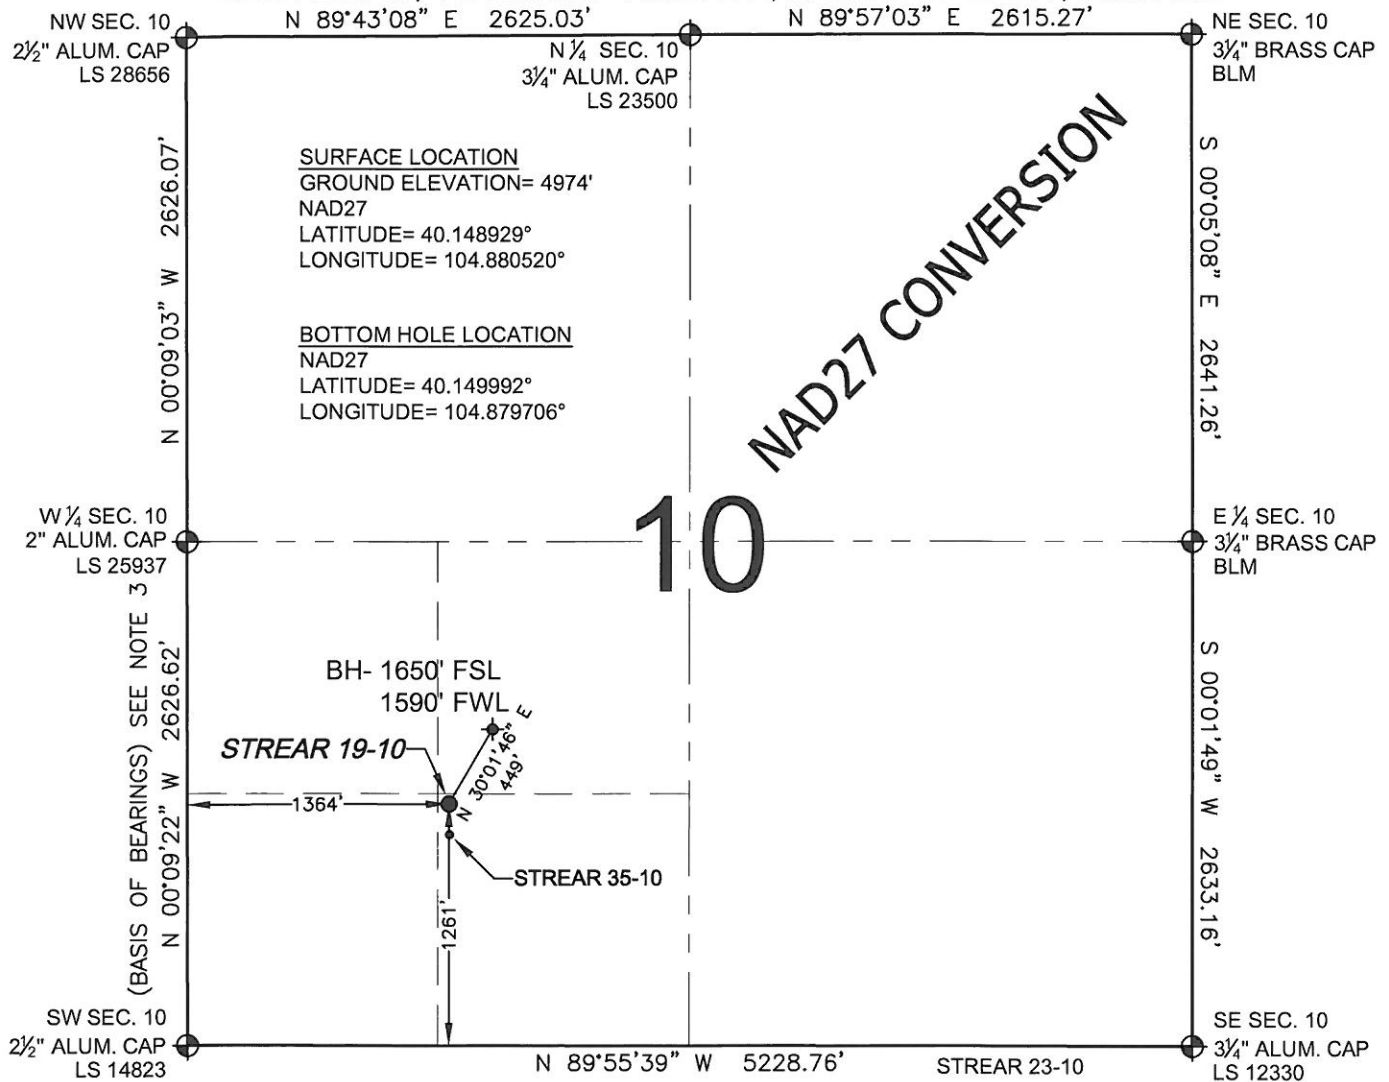 N 89°43'08" E 2625.03'
N 89°57'03" E 2615.27'
NW SEC. 10
2½" ALUM. CAP
LS 28656
N ¼ SEC. 10
3¼" ALUM. CAP
LS 23500
NE SEC. 10
3¼" BRASS CAP
BLM
N 00°09'03" W 2626.07'
SURFACE LOCATION
GROUND ELEVATION= 4974'
NAD27
LATITUDE= 40.148929°
LONGITUDE= 104.880520°
BOTTOM HOLE LOCATION
NAD27
LATITUDE= 40.149992°
LONGITUDE= 104.879706°
NAD27 CONVERSION
S 00°05'08" E 2641.26'
W ¼ SEC. 10
2" ALUM. CAP
LS 25937
10
E ¼ SEC. 10
3¼" BRASS CAP
BLM
(BASIS OF BEARINGS) SEE NOTE 3
N 00°09'22" W 2626.62'
BH- 1650' FSL
1590' FWL
STREAR 19-10
N 30°01'46" E
449'
1364'
STREAR 35-10
1261'
S 00°01'49" W 2633.16'
SW SEC. 10
2½" ALUM. CAP
LS 14823
N 89°55'39" W 5228.76'
STREAR 23-10
SE SEC. 10
3¼" ALUM. CAP
LS 12330